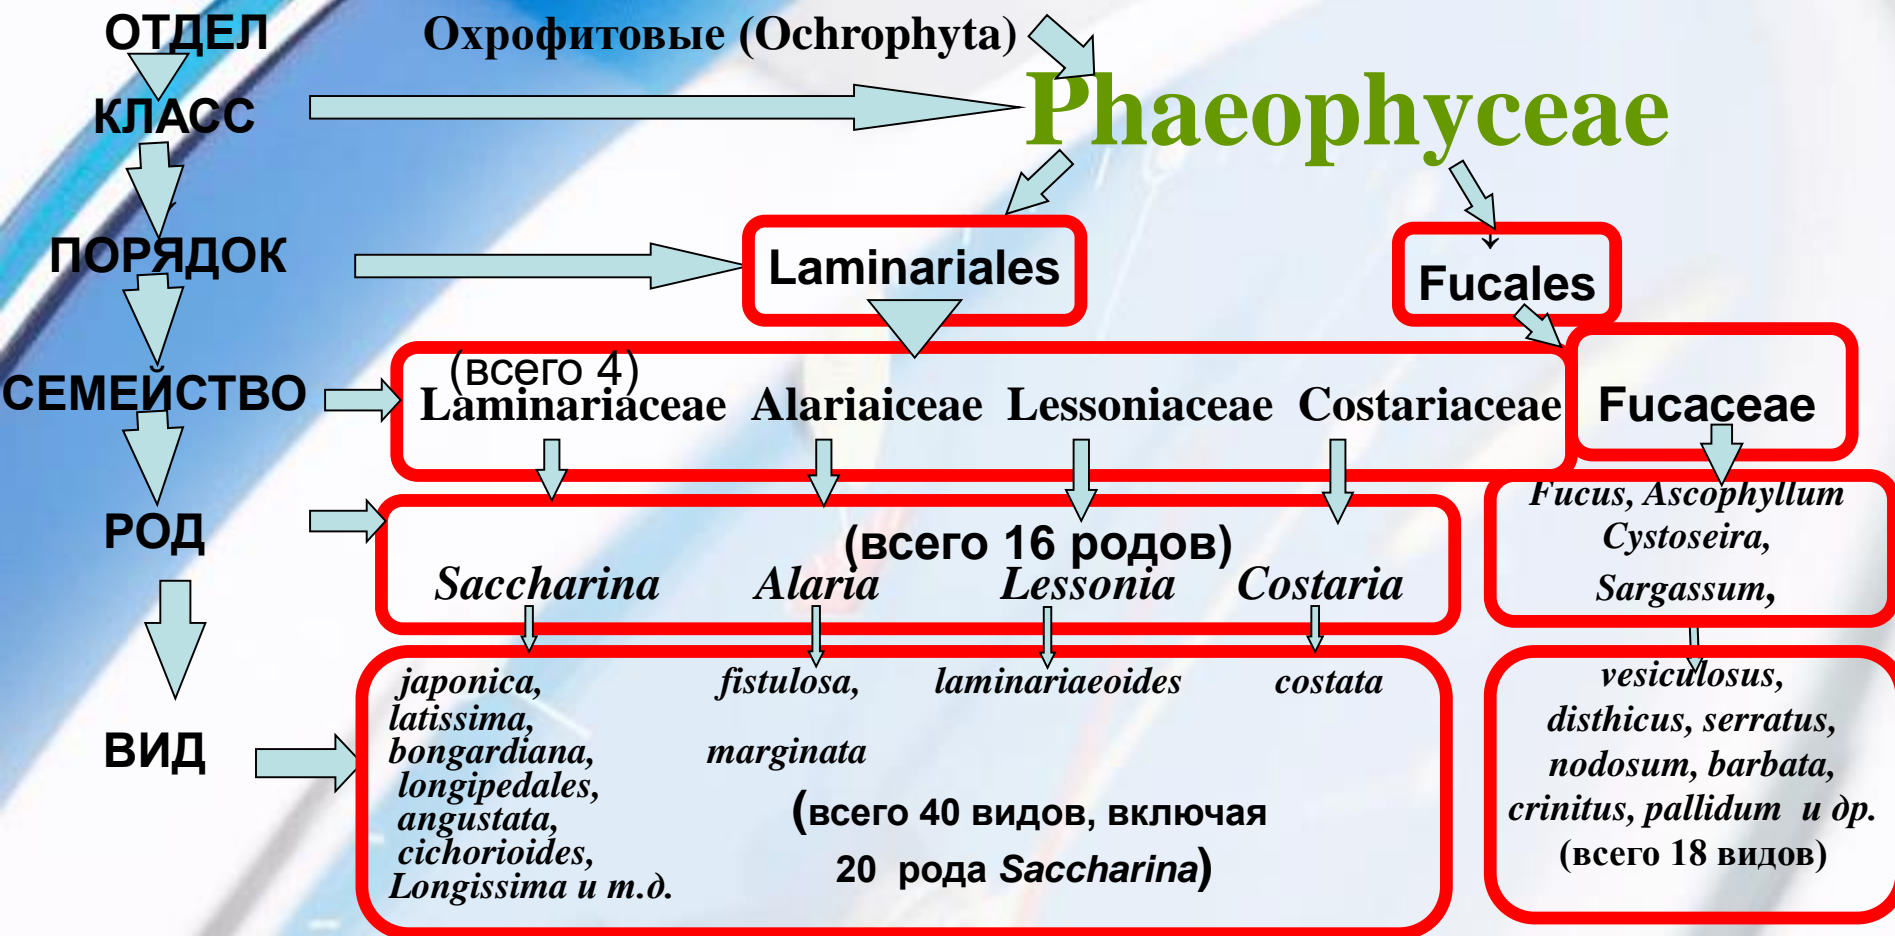 ОТДЕЛ
Охрофитовые (Ochrophyta)
КЛАСС
Phaeophyceae
ПОРЯДОК
Laminariales
Fucales
СЕМЕЙСТВО
(всего 4)
Laminariaceae Alariaiceae Lessoniaceae Costariaceae
Fucaceae
РОД
(всего 16 родов)
Saccharina Alaria Lessonia Costaria
Fucus, Ascophyllum
Cystoseira,
Sargassum,
ВИД
japonica,
latissima,
bongardiana,
longipedales,
angustata,
cichorioides,
Longissima и т.д.
fistulosa,
marginata
laminariaeoides
costata
(всего 40 видов, включая
20 рода Saccharina)
vesiculosus,
disthicus, serratus,
nodosum, barbata,
crinitus, pallidum и др.
(всего 18 видов)